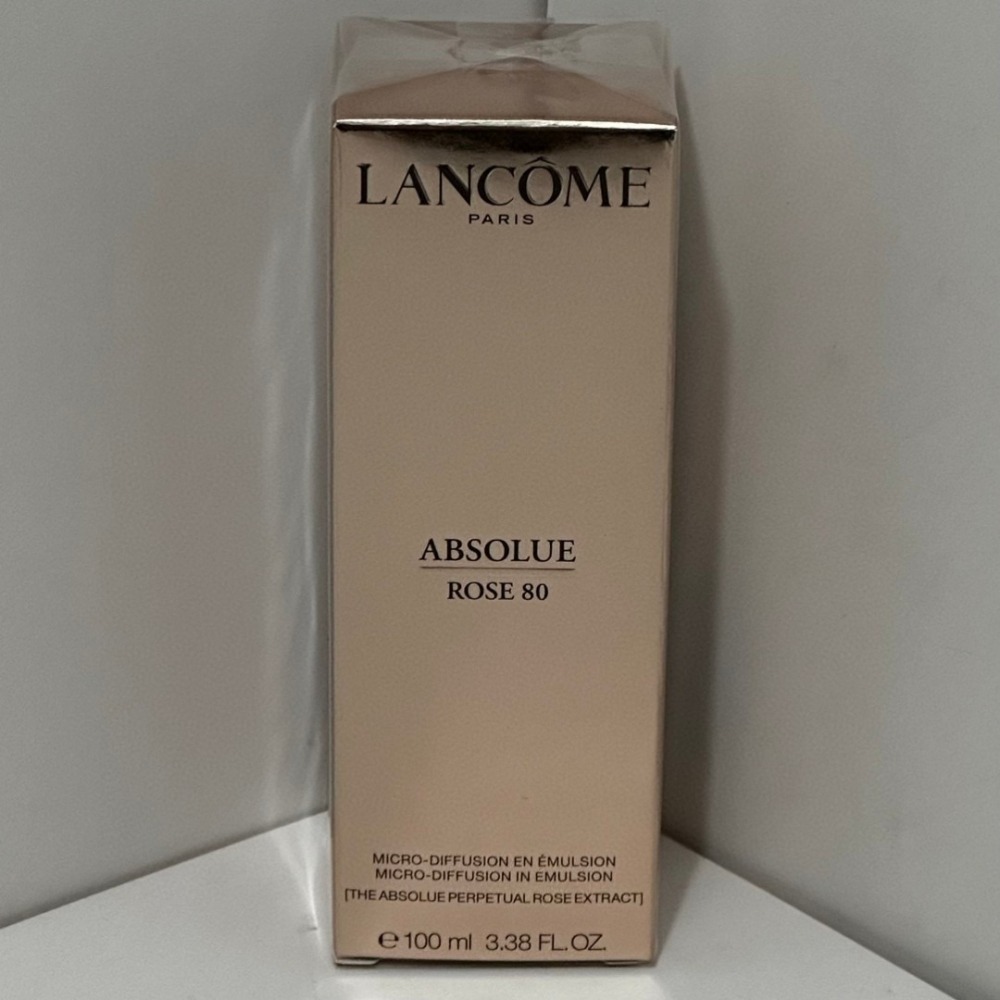 LANCÔME
PARIS
ABSOLUE
ROSE 80
MICRO-DIFFUSION EN ÉMULSION
MICRO-DIFFUSION IN EMULSION
[THE ABSOLUE PERPETUAL ROSE EXTRACT]
℮ 100 ml 3.38 FL.OZ.